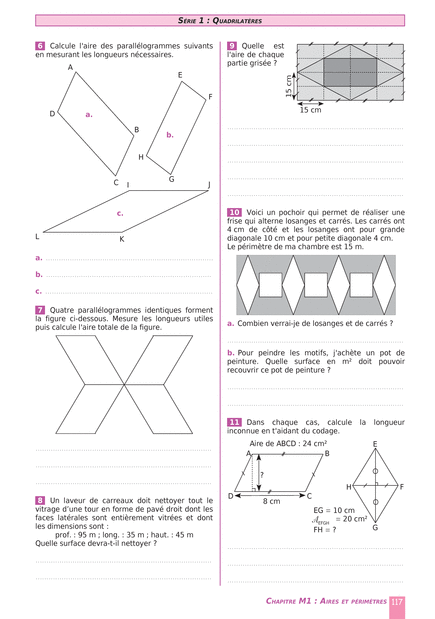 SÉRIE 1 : QUADRILATÈRES
6 Calcule l'aire des parallélogrammes suivants
en mesurant les longueurs nécessaires.
A
E
F
D
a.
B
b.
H
C
G
I
J
c.
L
K
a.
b.
c.
7 Quatre parallélogrammes identiques forment
la figure ci-dessous. Mesure les longueurs utiles
puis calcule l'aire totale de la figure.
8 Un laveur de carreaux doit nettoyer tout le
vitrage d'une tour en forme de pavé droit dont les
faces latérales sont entièrement vitrées et dont
les dimensions sont :
prof. : 95 m ; long. : 35 m ; haut. : 45 m
Quelle surface devra-t-il nettoyer ?
9 Quelle est
l'aire de chaque
partie grisée ?
15 cm
15 cm
10 Voici un pochoir qui permet de réaliser une
frise qui alterne losanges et carrés. Les carrés ont
4 cm de côté et les losanges ont pour grande
diagonale 10 cm et pour petite diagonale 4 cm.
Le périmètre de ma chambre est 15 m.
a. Combien verrai-je de losanges et de carrés ?
b. Pour peindre les motifs, j'achète un pot de
peinture. Quelle surface en m² doit pouvoir
recouvrir ce pot de peinture ?
11 Dans chaque cas, calcule la longueur
inconnue en t'aidant du codage.
Aire de ABCD : 24 cm²
A
B
?
D
C
8 cm
E
H
F
G
EG = 10 cm
𝒜EFGH = 20 cm²
FH = ?
CHAPITRE M1 : AIRES ET PÉRIMÈTRES 117